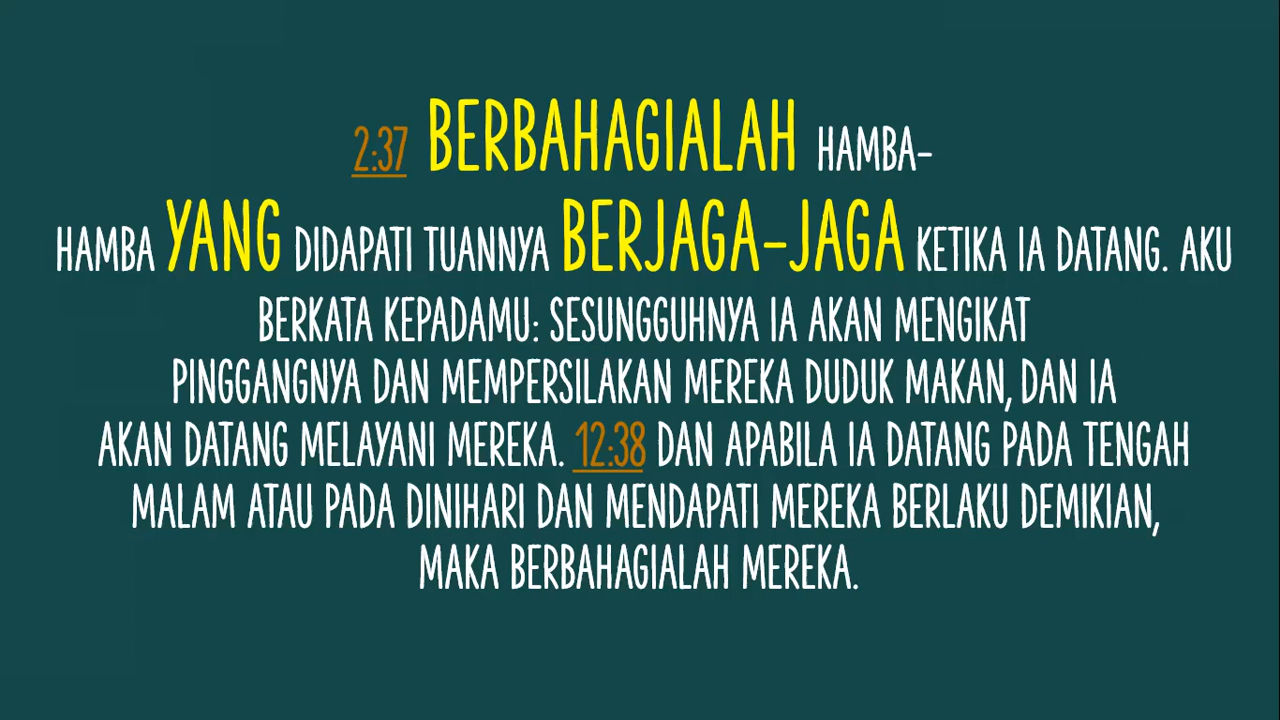 2:37 BERBAHAGIALAH HAMBA-
HAMBA YANG DIDAPATI TUANNYA BERJAGA-JAGA KETIKA IA DATANG. AKU
BERKATA KEPADAMU: SESUNGGUHNYA IA AKAN MENGIKAT
PINGGANGNYA DAN MEMPERSILAKAN MEREKA DUDUK MAKAN, DAN IA
AKAN DATANG MELAYANI MEREKA. 12:38 DAN APABILA IA DATANG PADA TENGAH
MALAM ATAU PADA DINIHARI DAN MENDAPATI MEREKA BERLAKU DEMIKIAN,
MAKA BERBAHAGIALAH MEREKA.